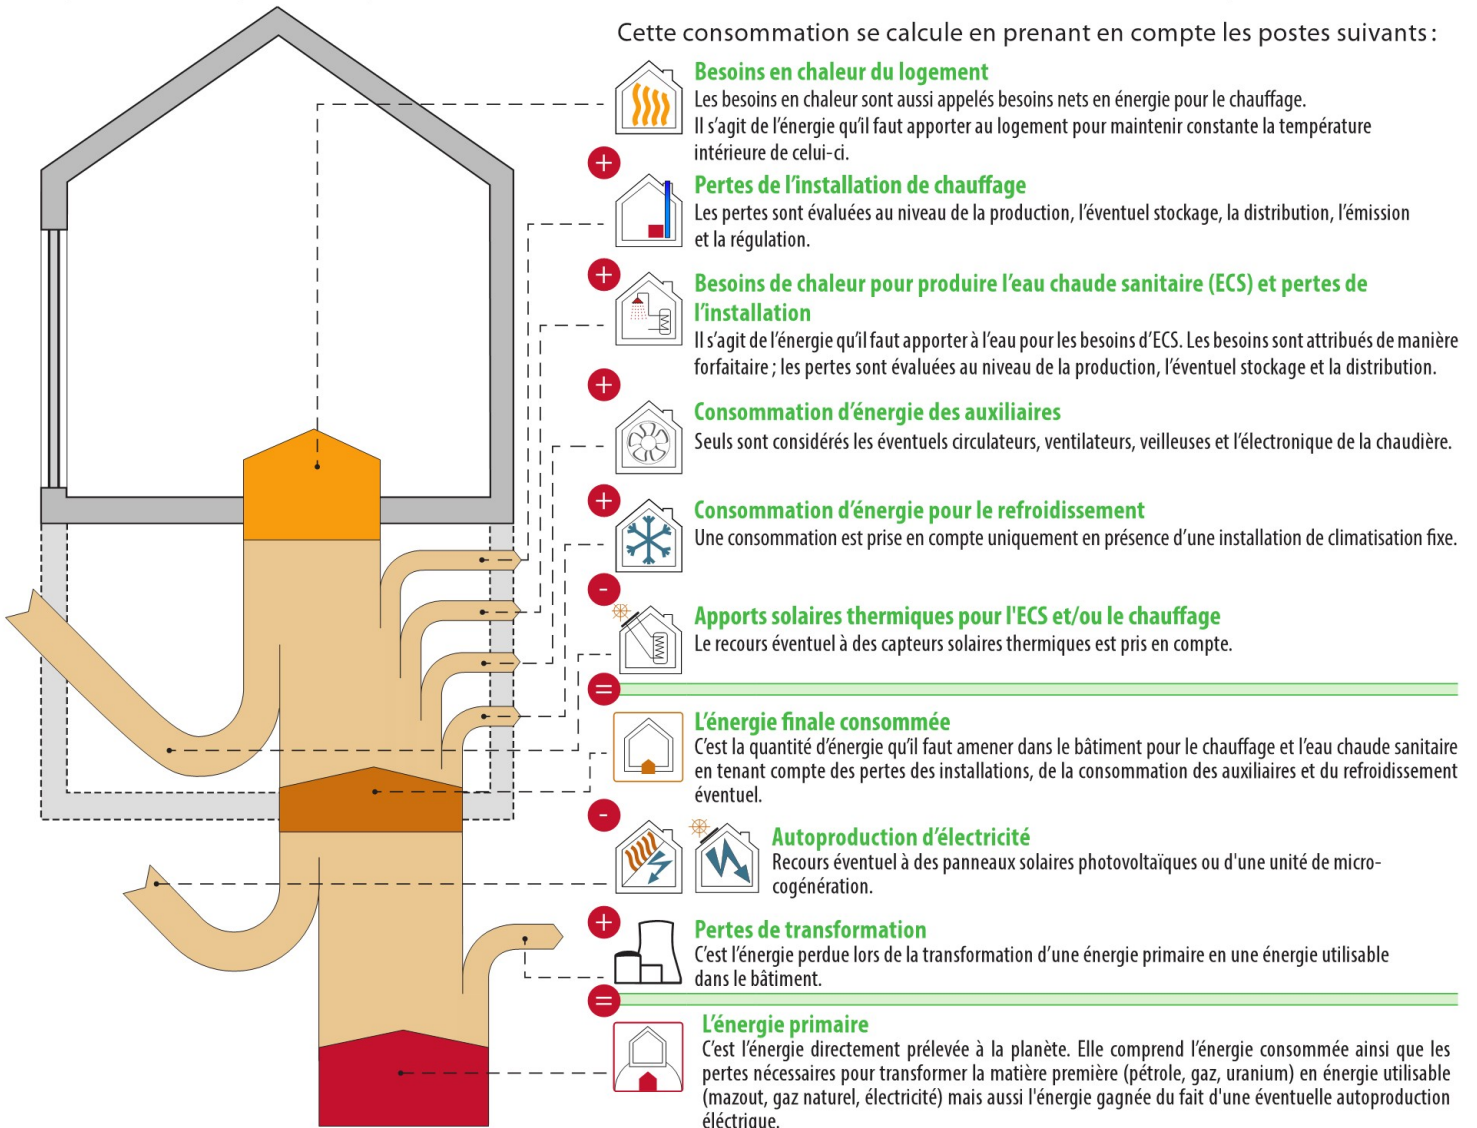 Cette consommation se calcule en prenant en compte les postes suivants :
Besoins en chaleur du logement
Les besoins en chaleur sont aussi appelés besoins nets en énergie pour le chauffage.
Il s’agit de l’énergie qu’il faut apporter au logement pour maintenir constante la température
intérieure de celui-ci.
+
Pertes de l’installation de chauffage
Les pertes sont évaluées au niveau de la production, l’éventuel stockage, la distribution, l’émission
et la régulation.
+
Besoins de chaleur pour produire l’eau chaude sanitaire (ECS) et pertes de
l’installation
Il s’agit de l’énergie qu’il faut apporter à l’eau pour les besoins d’ECS. Les besoins sont attribués de manière
forfaitaire ; les pertes sont évaluées au niveau de la production, l’éventuel stockage et la distribution.
+
Consommation d’énergie des auxiliaires
Seuls sont considérés les éventuels circulateurs, ventilateurs, veilleuses et l’électronique de la chaudière.
+
Consommation d’énergie pour le refroidissement
Une consommation est prise en compte uniquement en présence d’une installation de climatisation fixe.
-
Apports solaires thermiques pour l'ECS et/ou le chauffage
Le recours éventuel à des capteurs solaires thermiques est pris en compte.
=
L’énergie finale consommée
C’est la quantité d’énergie qu’il faut amener dans le bâtiment pour le chauffage et l’eau chaude sanitaire
en tenant compte des pertes des installations, de la consommation des auxiliaires et du refroidissement
éventuel.
-
Autoproduction d’électricité
Recours éventuel à des panneaux solaires photovoltaïques ou d'une unité de micro-
cogénération.
+
Pertes de transformation
C’est l’énergie perdue lors de la transformation d’une énergie primaire en une énergie utilisable
dans le bâtiment.
=
L’énergie primaire
C’est l’énergie directement prélevée à la planète. Elle comprend l’énergie consommée ainsi que les
pertes nécessaires pour transformer la matière première (pétrole, gaz, uranium) en énergie utilisable
(mazout, gaz naturel, électricité) mais aussi l'énergie gagnée du fait d'une éventuelle autoproduction
éléctrique.